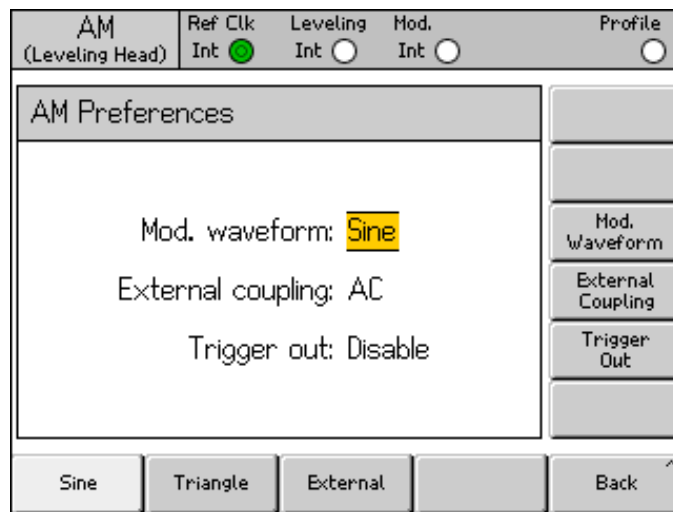 AM
(Leveling Head)
Ref Clk
Int
Leveling
Int
Mod.
Int
Profile
AM Preferences
Mod. waveform: Sine
External coupling: AC
Trigger out: Disable
Mod.
Waveform
External
Coupling
Trigger
Out
Sine
Triangle
External
Back